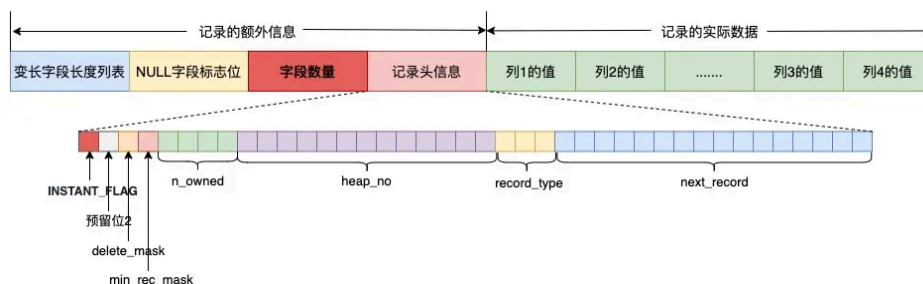 记录的额外信息
记录的实际数据
变长字段长度列表
NULL字段标志位
字段数量
记录头信息
列1的值
列2的值
.......
列3的值
列4的值
n_owned
heap_no
record_type
next_record
INSTANT_FLAG
预留位2
delete_mask
min_rec_mask